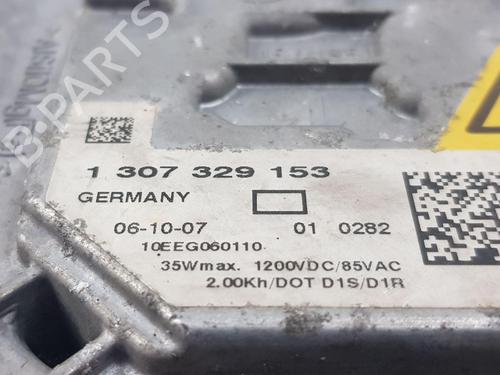 B-PARTS
1 307 329 153
GERMANY
06-10-07 01 0282
10EEG060110
35Wmax. 1200VDC/85VAC
2.00Kh/DOT D1S/D1R